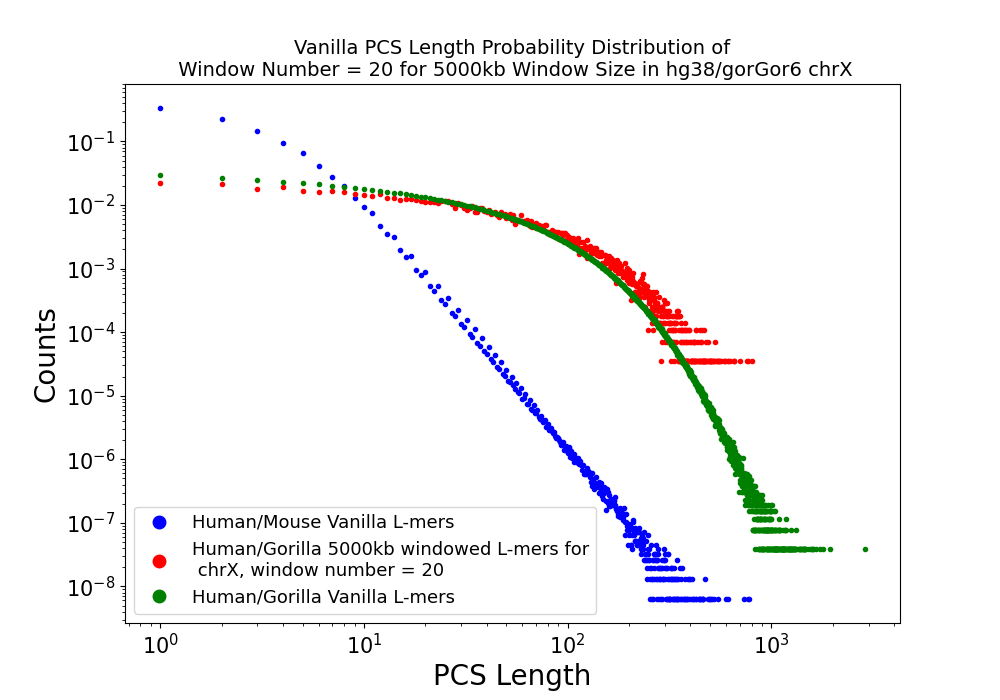 Vanilla PCS Length Probability Distribution of
Window Number = 20 for 5000kb Window Size in hg38/gorGor6 chrX
Counts
10⁻¹
10⁻²
10⁻³
10⁻⁴
10⁻⁵
10⁻⁶
10⁻⁷
10⁻⁸
Human/Mouse Vanilla L-mers
Human/Gorilla 5000kb windowed L-mers for
chrX, window number = 20
Human/Gorilla Vanilla L-mers
10⁰ 10¹ 10² 10³
PCS Length